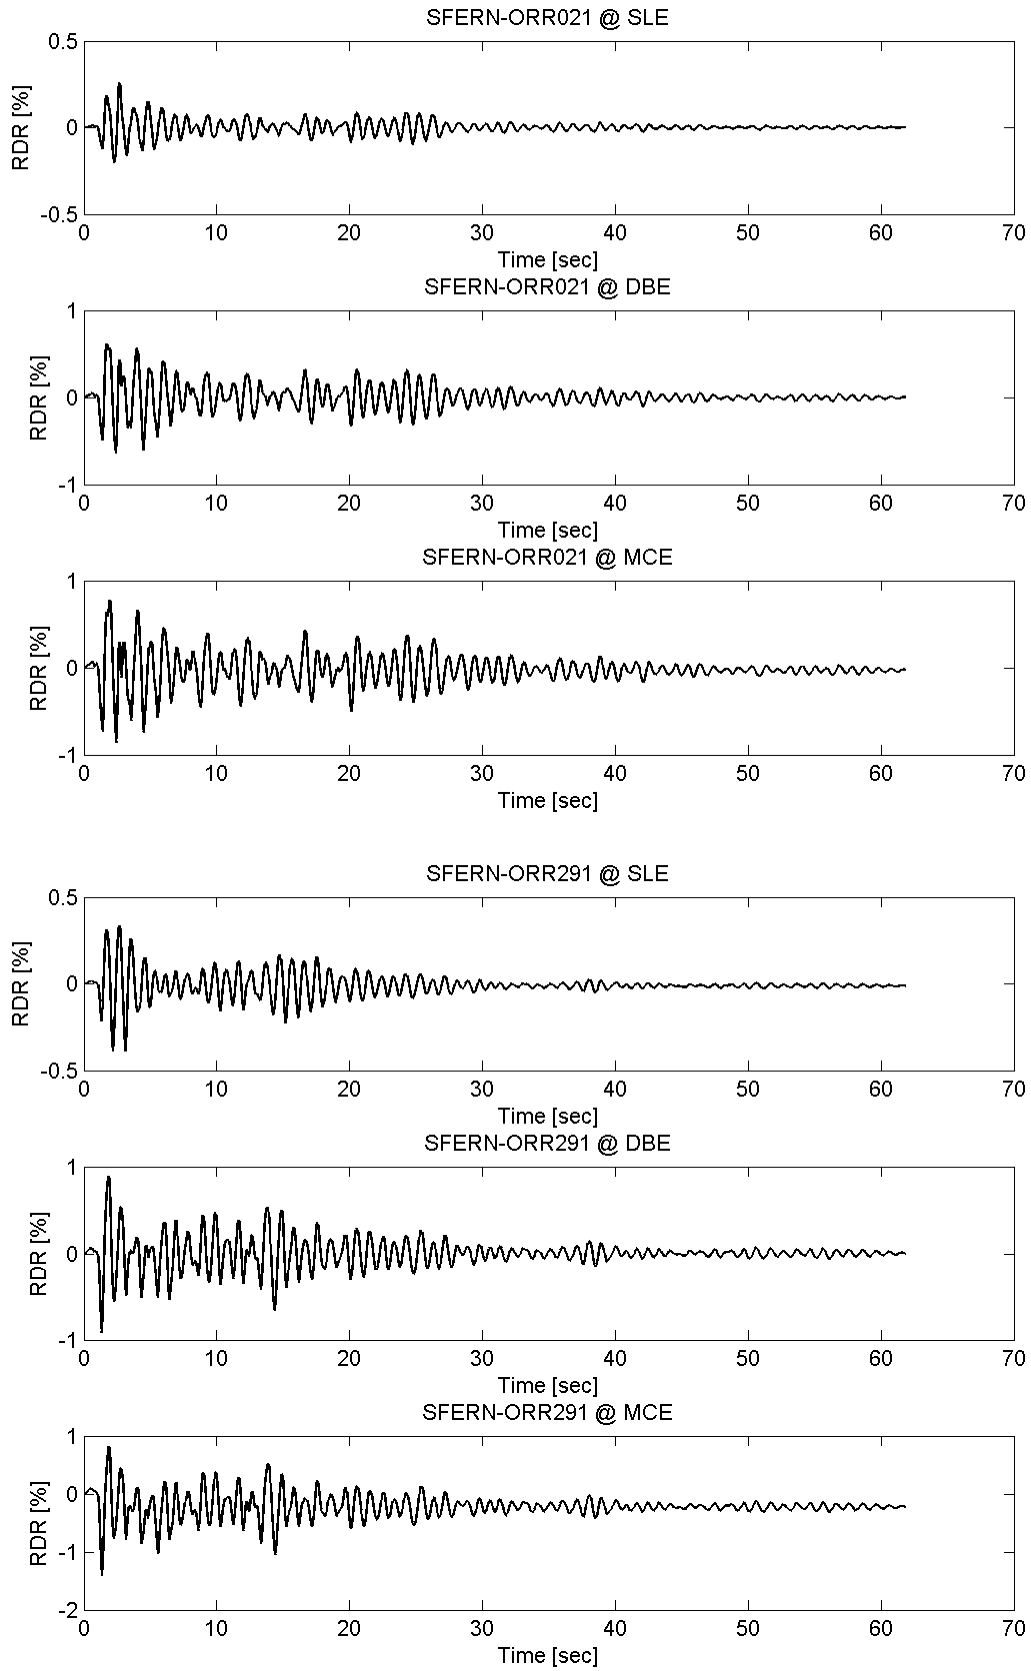 SFERN-ORR021 @ SLE
0.5
0
-0.5
RDR [%]
0 10 20 30 40 50 60 70
Time [sec]
SFERN-ORR021 @ DBE
1
0
-1
RDR [%]
0 10 20 30 40 50 60 70
Time [sec]
SFERN-ORR021 @ MCE
1
0
-1
RDR [%]
0 10 20 30 40 50 60 70
Time [sec]
SFERN-ORR291 @ SLE
0.5
0
-0.5
RDR [%]
0 10 20 30 40 50 60 70
Time [sec]
SFERN-ORR291 @ DBE
1
0
-1
RDR [%]
0 10 20 30 40 50 60 70
Time [sec]
SFERN-ORR291 @ MCE
1
0
-1
-2
RDR [%]
0 10 20 30 40 50 60 70
Time [sec]